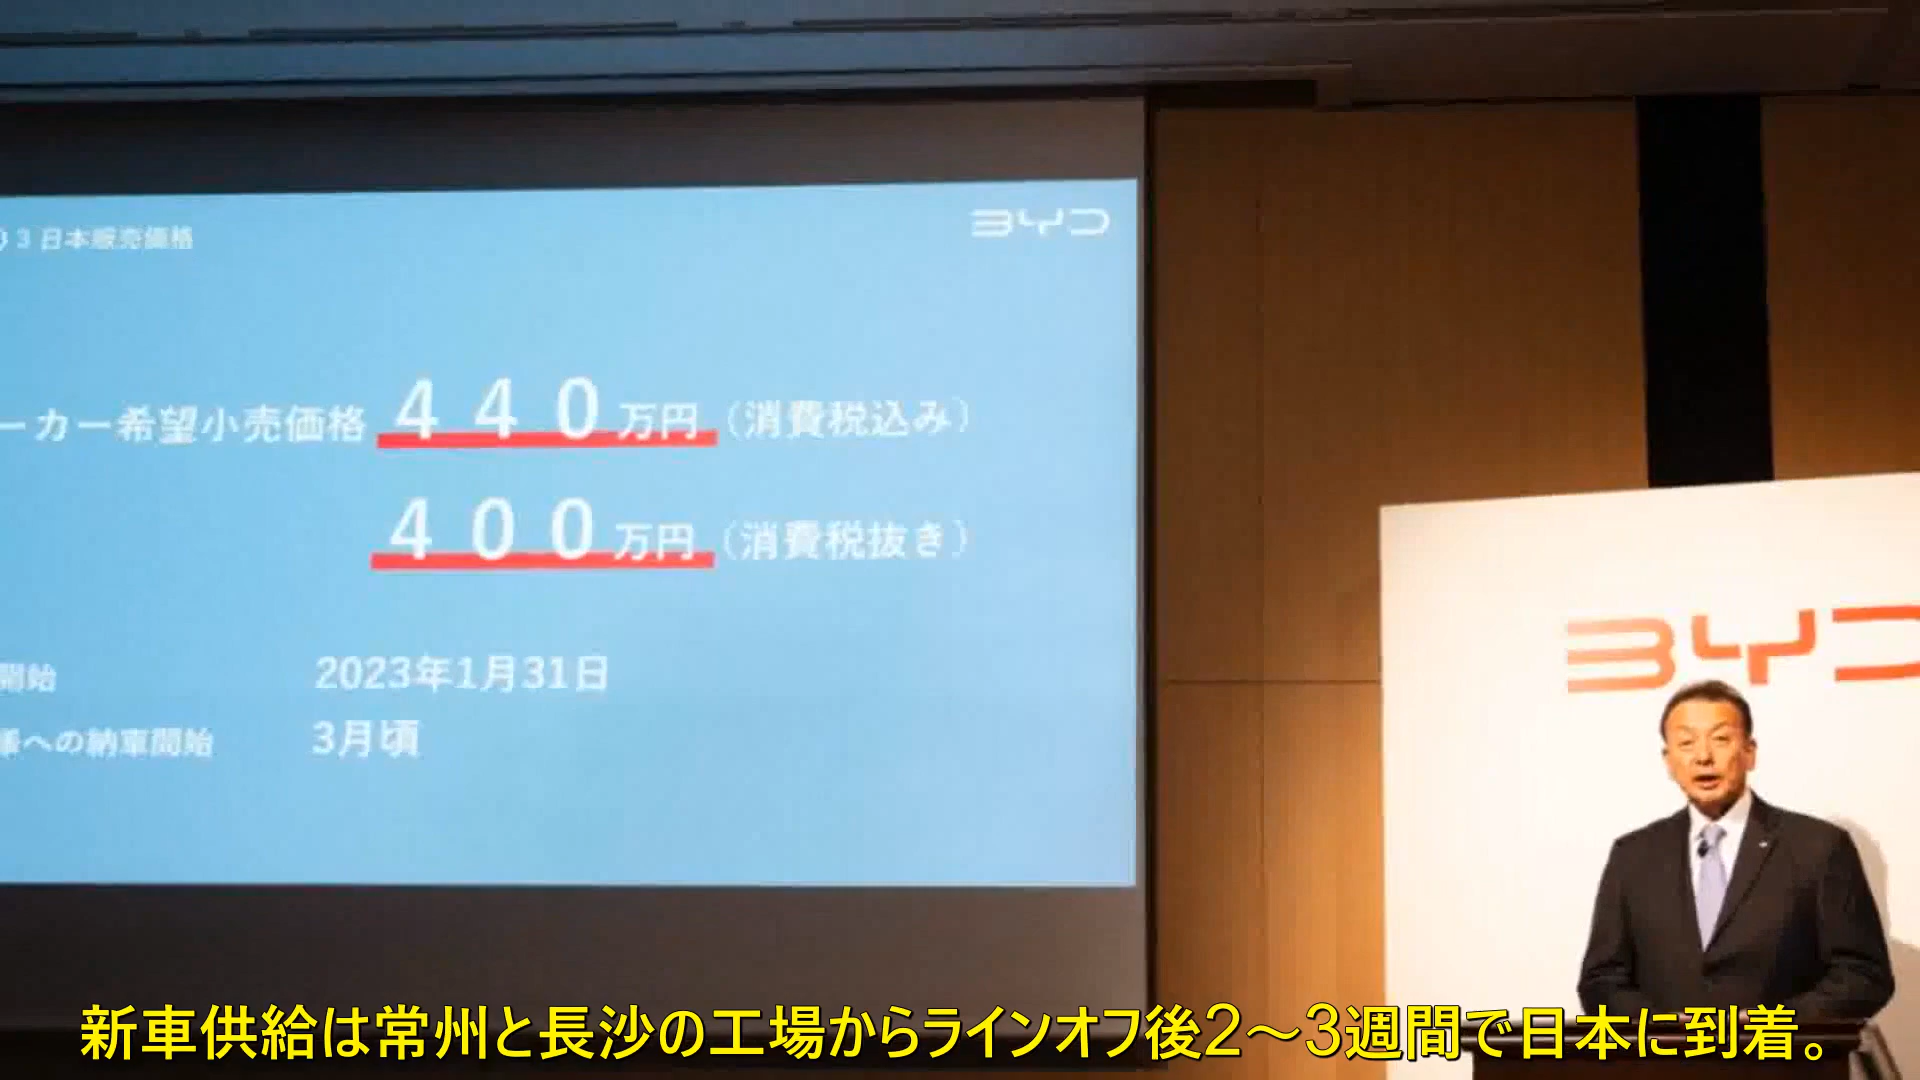 3 日本販売価格
BYD
ーカー希望小売価格 440万円(消費税込み)
400万円(消費税抜き)
開始 2023年1月31日
様への納車開始 3月頃
BYD
新車供給は常州と長沙の工場からラインオフ後2～3週間で日本に到着。